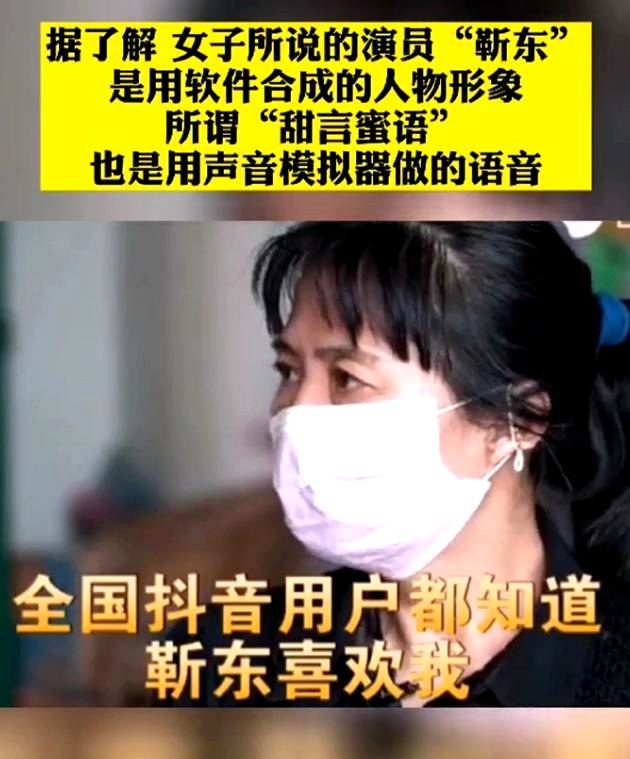 据了解 女子所说的演员“靳东”
是用软件合成的人物形象
所谓“甜言蜜语”
也是用声音模拟器做的语音
全国抖音用户都知道
靳东喜欢我